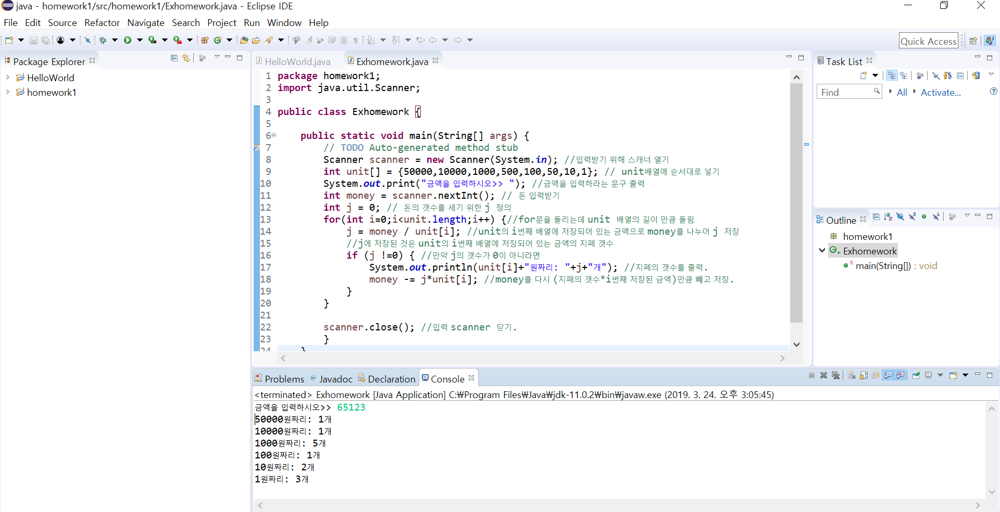 java - homework1/src/homework1/Exhomework.java - Eclipse IDE
File Edit Source Refactor Navigate Search Project Run Window Help
Quick Access
Package Explorer
HelloWorld
homework1
HelloWorld.java
Exhomework.java
1 package homework1;
2 import java.util.Scanner;
3
4 public class Exhomework {
5
6 public static void main(String[] args) {
7 // TODO Auto-generated method stub
8 Scanner scanner = new Scanner(System.in); //입력받기 위해 스캐너 열기
9 int unit[] = {50000,10000,1000,500,100,50,10,1}; // unit배열에 순서대로 넣기
10 System.out.print("금액을 입력하시오>> "); //금액을 입력하라는 문구 출력
11 int money = scanner.nextInt(); // 돈 입력받기
12 int j = 0; // 돈의 갯수를 세기 위한 j 정의
13 for(int i=0;i<unit.length;i++) {//for문을 돌리는데 unit 배열의 길이 만큼 돌림
14 j = money / unit[i]; //unit의 i번째 배열에 저장되어 있는 금액으로 money를 나누어 j 저장
15 //j에 저장된 것은 unit의 i번째 배열에 저장되어 있는 금액의 지폐 갯수
16 if (j !=0) { //만약 j의 갯수가 0이 아니라면
17 System.out.println(unit[i]+"원짜리: "+j+"개"); //지폐의 갯수를 출력.
18 money -= j*unit[i]; //money를 다시 (지폐의 갯수*i번째 저장된 금액)만큼 뺴고 저장.
19 }
20 }
21
22 scanner.close(); //입력 scanner 닫기.
23 }
24 }
Task List
Find
All
Activate...
Outline
homework1
Exhomework
main(String[]) : void
Problems
@ Javadoc
Declaration
Console
<terminated> Exhomework [Java Application] C:₩Program Files₩Java₩jdk-11.0.2₩bin₩javaw.exe (2019. 3. 24. 오후 3:05:45)
금액을 입력하시오>> 65123
50000원짜리: 1개
10000원짜리: 1개
1000원짜리: 5개
100원짜리: 1개
10원짜리: 2개
1원짜리: 3개